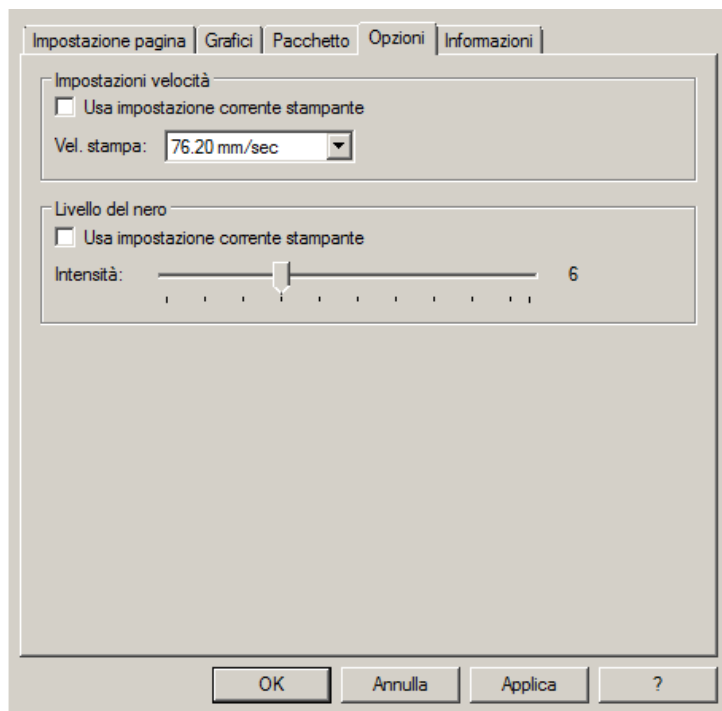 Impostazione pagina Grafici Pacchetto Opzioni Informazioni
Impostazioni velocità
Usa impostazione corrente stampante
Vel. stampa: 76.20 mm/sec
Livello del nero
Usa impostazione corrente stampante
Intensità: 6
OK Annulla Applica ?